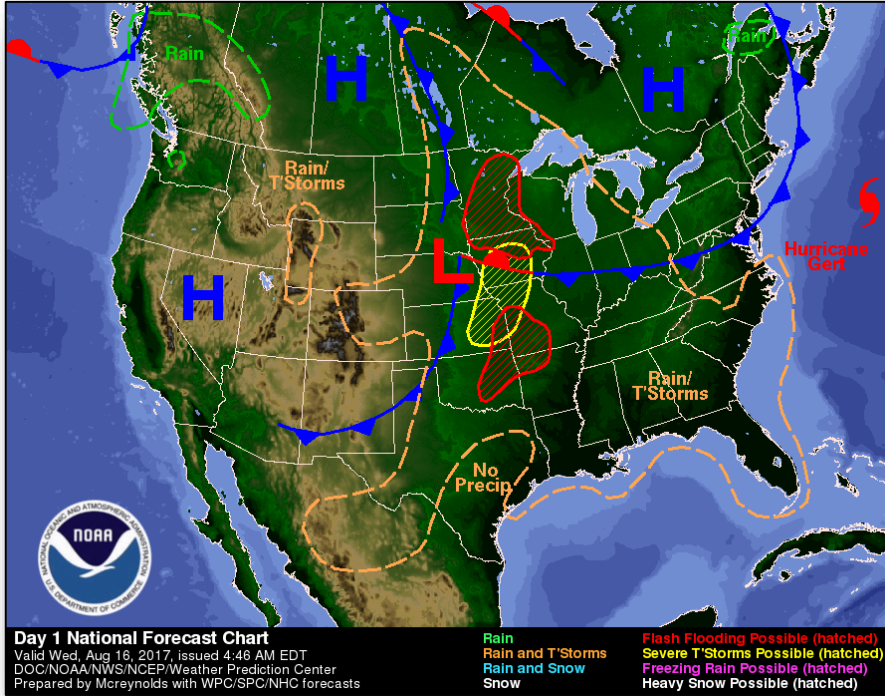 Rain
Rain
H
H
Rain/
T'Storms
Hurricane
Gert
L
H
Rain/
T'Storms
No
Precip
NATIONAL OCEANIC AND ATMOSPHERIC ADMINISTRATION
NOAA
U.S. DEPARTMENT OF COMMERCE
Day 1 National Forecast Chart
Valid Wed, Aug 16, 2017, issued 4:46 AM EDT
DOC/NOAA/NWS/NCEP/Weather Prediction Center
Prepared by Mcreynolds with WPC/SPC/NHC forecasts
Rain
Rain and T'Storms
Rain and Snow
Snow
Flash Flooding Possible (hatched)
Severe T'Storms Possible (hatched)
Freezing Rain Possible (hatched)
Heavy Snow Possible (hatched)